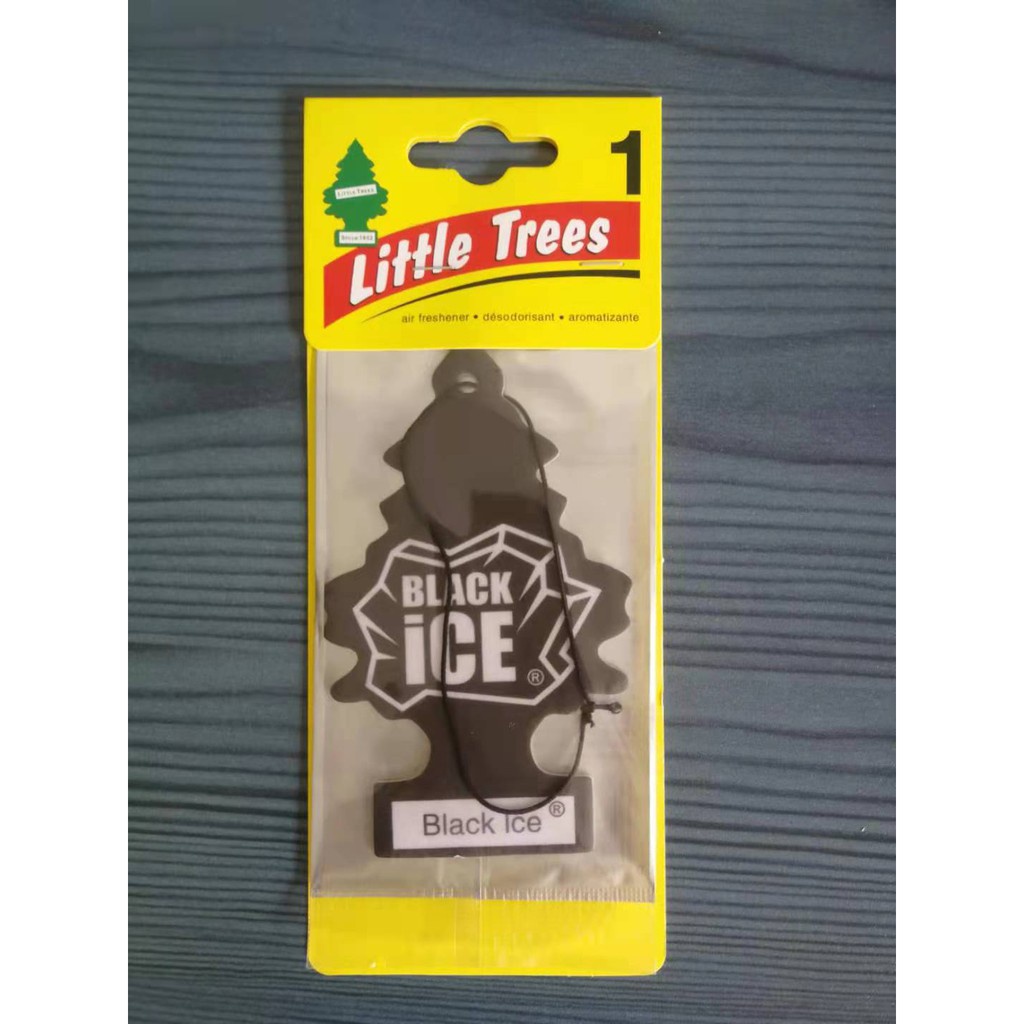 1
LITTLE TREES
Since 1952
Little Trees
air freshener • désodorisant • aromatizante
BLACK
iCE
®
Black Ice®